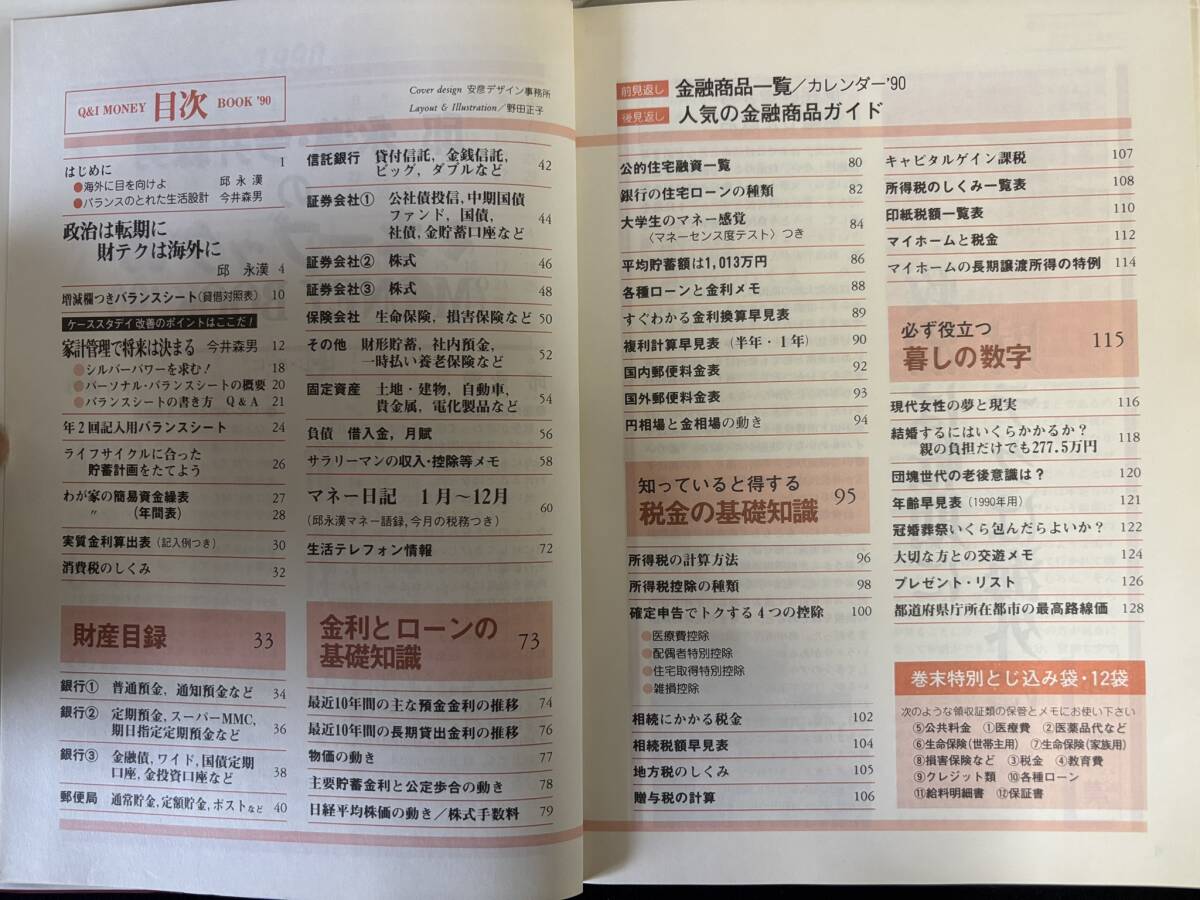 Q&I MONEY 目次 BOOK '90
Cover design 安彦デザイン事務所
Layout & Illustration／野田正子
はじめに 1
●海外に目を向けよ 邱永漢
●バランスのとれた生活設計 今井森男
政治は転期に
財テクは海外に
邱 永漢 4
増減欄つきバランスシート(貸借対照表) 10
ケーススタデイ 改善のポイントはここだ！
家計管理で将来は決まる 今井森男 12
●シルバーパワーを求む！ 18
●パーソナル・バランスシートの概要 20
●バランスシートの書き方 Q&A 21
年2回記入用バランスシート 24
ライフサイクルに合った
貯蓄計画をたてよう 26
わが家の簡易資金繰表 27
〃 (年間表) 28
実質金利算出表(記入例つき) 30
消費税のしくみ 32
財産目録 33
銀行① 普通預金, 通知預金など 34
銀行② 定期預金, スーパーMMC,
期日指定定期預金など 36
銀行③ 金融債, ワイド, 国債定期
口座, 金投資口座など 38
郵便局 通常貯金, 定額貯金, ポストなど 40
信託銀行 貸付信託, 金銭信託,
ビッグ, ダブルなど 42
証券会社① 公社債投信, 中期国債
ファンド, 国債,
社債, 金貯蓄口座など 44
証券会社② 株式 46
証券会社③ 株式 48
保険会社 生命保険, 損害保険など 50
その他 財形貯蓄, 社内預金,
一時払い養老保険など 52
固定資産 土地・建物, 自動車,
貴金属, 電化製品など 54
負債 借入金, 月賦 56
サラリーマンの収入・控除等メモ 58
マネー日記 1月～12月
(邱永漢マネー語録, 今月の税務つき) 60
生活テレフォン情報 72
金利とローンの
基礎知識 73
最近10年間の主な預金金利の推移 74
最近10年間の長期貸出金利の推移 76
物価の動き 77
主要貯蓄金利と公定歩合の動き 78
日経平均株価の動き／株式手数料 79
前見返し 金融商品一覧／カレンダー'90
後見返し 人気の金融商品ガイド
公的住宅融資一覧 80
銀行の住宅ローンの種類 82
大学生のマネー感覚
〈マネーセンス度テスト〉つき 84
平均貯蓄額は1,013万円 86
各種ローンと金利メモ 88
すぐわかる金利換算早見表 89
複利計算早見表（半年・1年） 90
国内郵便料金表 92
国外郵便料金表 93
円相場と金相場の動き 94
知っていると得する
税金の基礎知識 95
所得税の計算方法 96
所得税控除の種類 98
確定申告でトクする4つの控除 100
●医療費控除
●配偶者特別控除
●住宅取得特別控除
●雑損控除
相続にかかる税金 102
相続税額早見表 104
地方税のしくみ 105
贈与税の計算 106
キャピタルゲイン課税 107
所得税のしくみ一覧表 108
印紙税額一覧表 110
マイホームと税金 112
マイホームの長期譲渡所得の特例 114
必ず役立つ
暮しの数字 115
現代女性の夢と現実 116
結婚するにはいくらかかるか？
親の負担だけでも277.5万円 118
団塊世代の老後意識は？ 120
年齢早見表(1990年用) 121
冠婚葬祭いくら包んだらよいか？ 122
大切な方との交遊メモ 124
プレゼント・リスト 126
都道府県庁所在都市の最高路線価 128
巻末特別とじ込み袋・12袋
次のような領収証類の保管とメモにお使い下さい
⑤公共料金 ①医療費 ②医薬品代など
⑥生命保険(世帯主用) ⑦生命保険(家族用)
⑧損害保険など ③税金 ④教育費
⑨クレジット類 ⑩各種ローン
⑪給料明細書 ⑫保証書